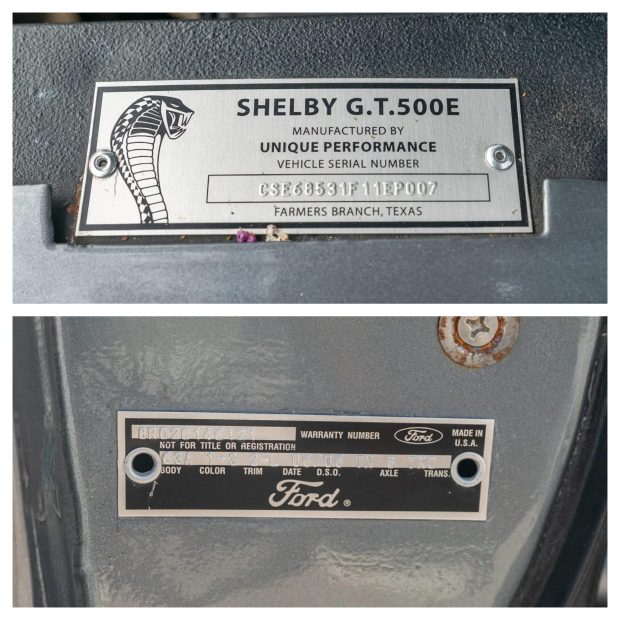 SHELBY G.T.500E
MANUFACTURED BY
UNIQUE PERFORMANCE
VEHICLE SERIAL NUMBER
CSE68531F11EP007
FARMERS BRANCH, TEXAS
WARRANTY NUMBER Ford MADE IN U.S.A.
NOT FOR TITLE OR REGISTRATION
BODY COLOR TRIM DATE D.S.O. AXLE TRANS.
Ford ®